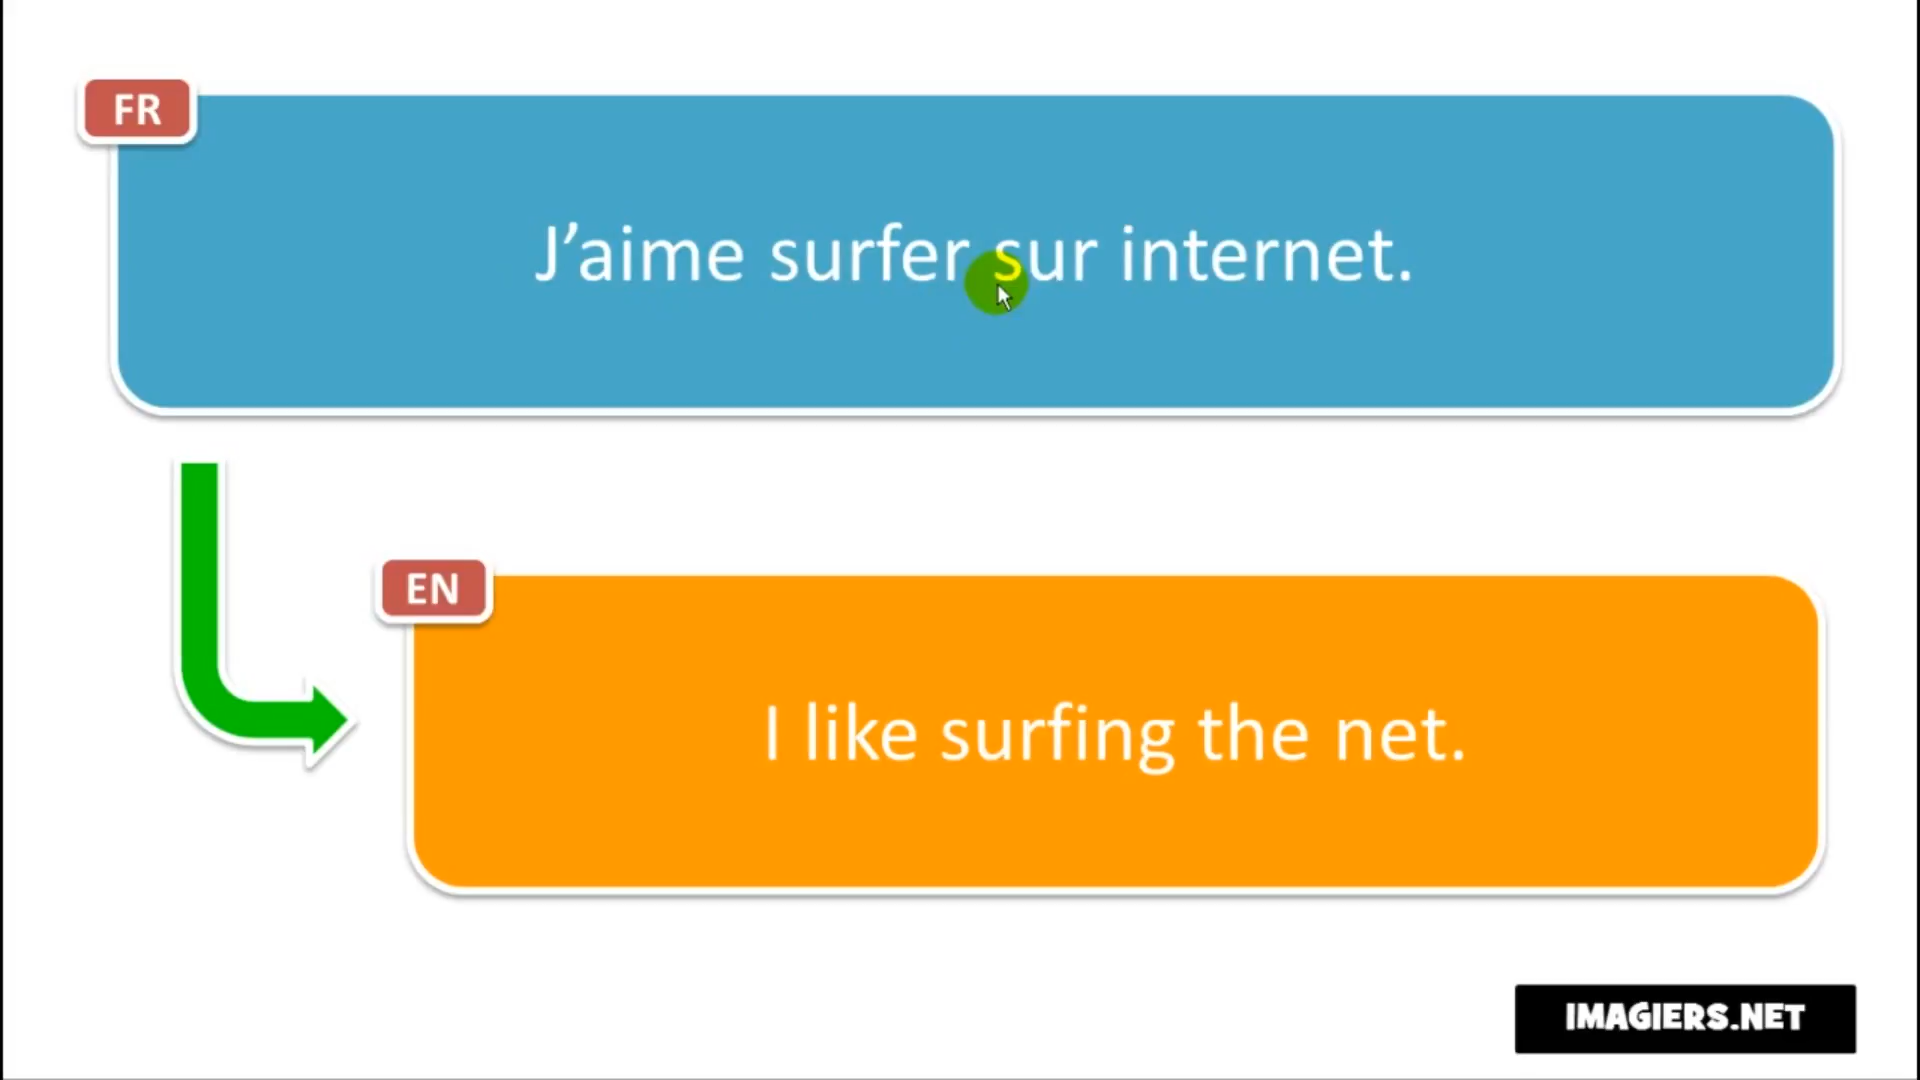 FR
J’aime surfer sur internet.
EN
I like surfing the net.
IMAGIERS.NET